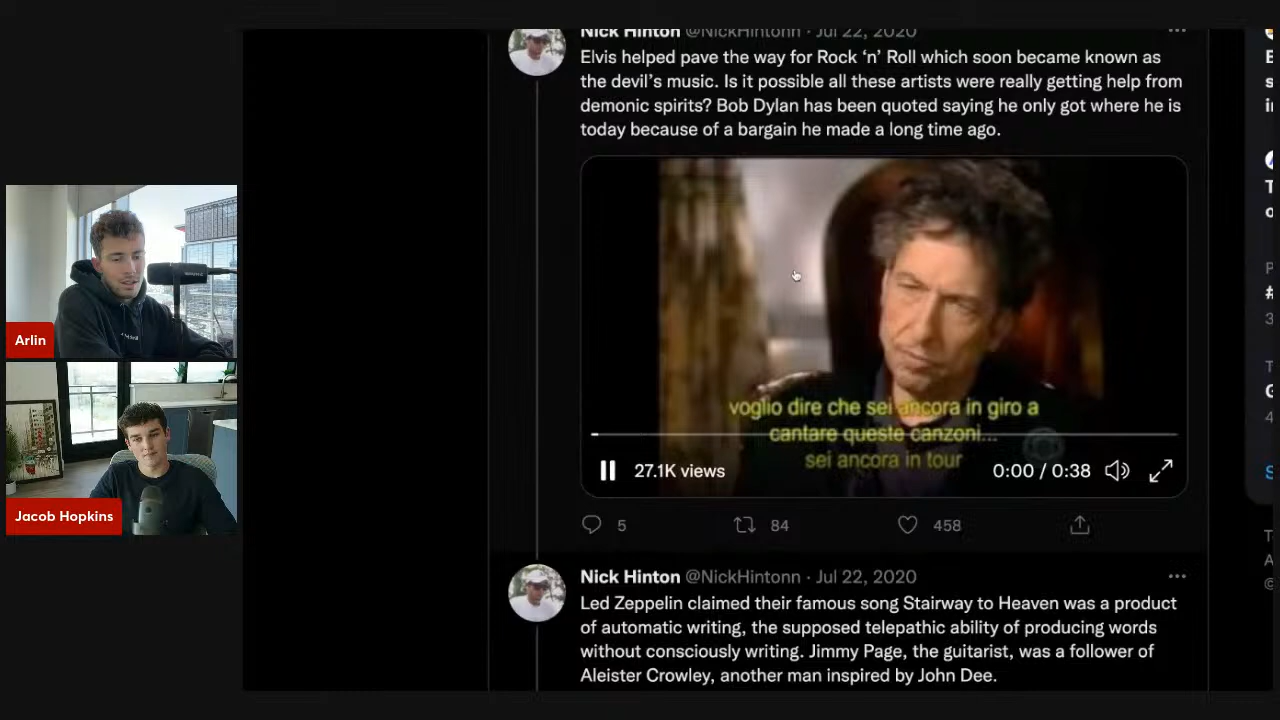 Nick Hinton @NickHintonn · Jul 22, 2020
Elvis helped pave the way for Rock ‘n’ Roll which soon became known as
the devil’s music. Is it possible all these artists were really getting help from
demonic spirits? Bob Dylan has been quoted saying he only got where he is
today because of a bargain he made a long time ago.
voglio dire che sei ancora in giro a
cantare queste canzoni...
sei ancora in tour
27.1K views
0:00 / 0:38
5
84
458
Nick Hinton @NickHintonn · Jul 22, 2020
Led Zeppelin claimed their famous song Stairway to Heaven was a product
of automatic writing, the supposed telepathic ability of producing words
without consciously writing. Jimmy Page, the guitarist, was a follower of
Aleister Crowley, another man inspired by John Dee.
Arlin
Jacob Hopkins